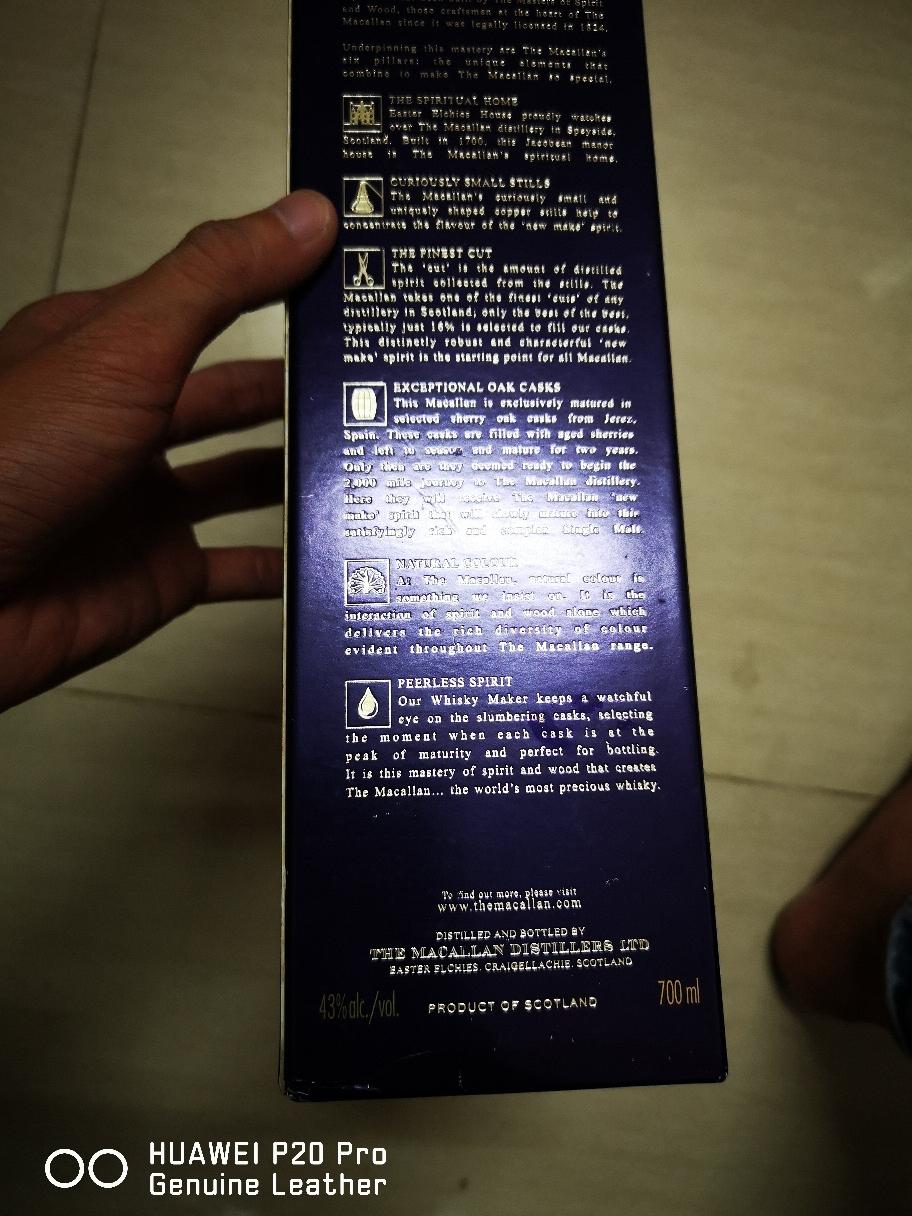 been built by The Masters of Spirit
and Wood, those craftsmen at the heart of The
Macallan since it was legally licensed in 1824.
Underpinning this mastery are The Macallan's
six pillars: the unique elements that
combine to make The Macallan so special.
THE SPIRITUAL HOME
Easter Elchies House proudly watches
over The Macallan distillery in Speyside,
Scotland. Built in 1700, this Jacobean manor
house is The Macallan's spiritual home.
CURIOUSLY SMALL STILLS
The Macallan's curiously small and
uniquely shaped copper stills help to
concentrate the flavour of the 'new make' spirit.
THE FINEST CUT
The 'cut' is the amount of distilled
spirit collected from the stills. The
Macallan takes one of the finest 'cuts' of any
distillery in Scotland; only the best of the best,
typically just 16% is selected to fill our casks.
This distinctly robust and characterful 'new
make' spirit is the starting point for all Macallan.
EXCEPTIONAL OAK CASKS
This Macallan is exclusively matured in
selected sherry oak casks from Jerez,
Spain. These casks are filled with aged sherries
and left to season and mature for two years.
Only then are they deemed ready to begin the
2,000 mile journey to The Macallan distillery.
Here they will receive The Macallan 'new
make' spirit that will slowly mature into this
satisfyingly rich and complex Single Malt.
NATURAL COLOUR
At The Macallan, natural colour is
something we insist on. It is the
interaction of spirit and wood alone which
delivers the rich diversity of colour
evident throughout The Macallan range.
PEERLESS SPIRIT
Our Whisky Maker keeps a watchful
eye on the slumbering casks, selecting
the moment when each cask is at the
peak of maturity and perfect for bottling.
It is this mastery of spirit and wood that creates
The Macallan... the world's most precious whisky.
To find out more, please visit
www.themacallan.com
DISTILLED AND BOTTLED BY
THE MACALLAN DISTILLERS LTD
EASTER ELCHIES, CRAIGELLACHIE, SCOTLAND
43%alc./vol. PRODUCT OF SCOTLAND 700 ml
HUAWEI P20 Pro
Genuine Leather